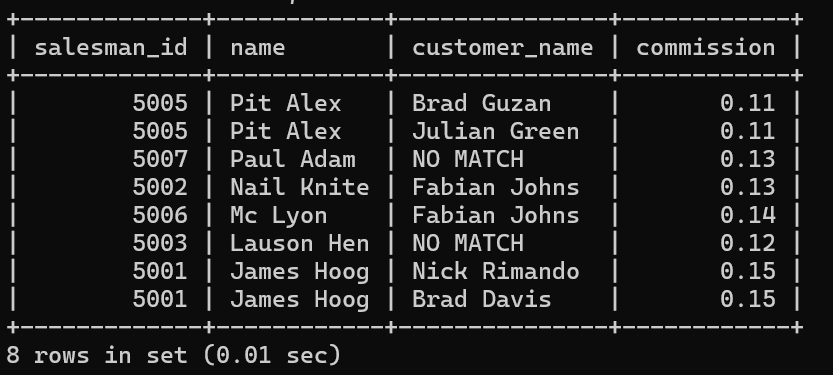 +-------------+------------+---------------+------------+
| salesman_id | name       | customer_name | commission |
+-------------+------------+---------------+------------+
|        5005 | Pit Alex   | Brad Guzan    |       0.11 |
|        5005 | Pit Alex   | Julian Green  |       0.11 |
|        5007 | Paul Adam  | NO MATCH      |       0.13 |
|        5002 | Nail Knite | Fabian Johns  |       0.13 |
|        5006 | Mc Lyon    | Fabian Johns  |       0.14 |
|        5003 | Lauson Hen | NO MATCH      |       0.12 |
|        5001 | James Hoog | Nick Rimando  |       0.15 |
|        5001 | James Hoog | Brad Davis    |       0.15 |
+-------------+------------+---------------+------------+
8 rows in set (0.01 sec)